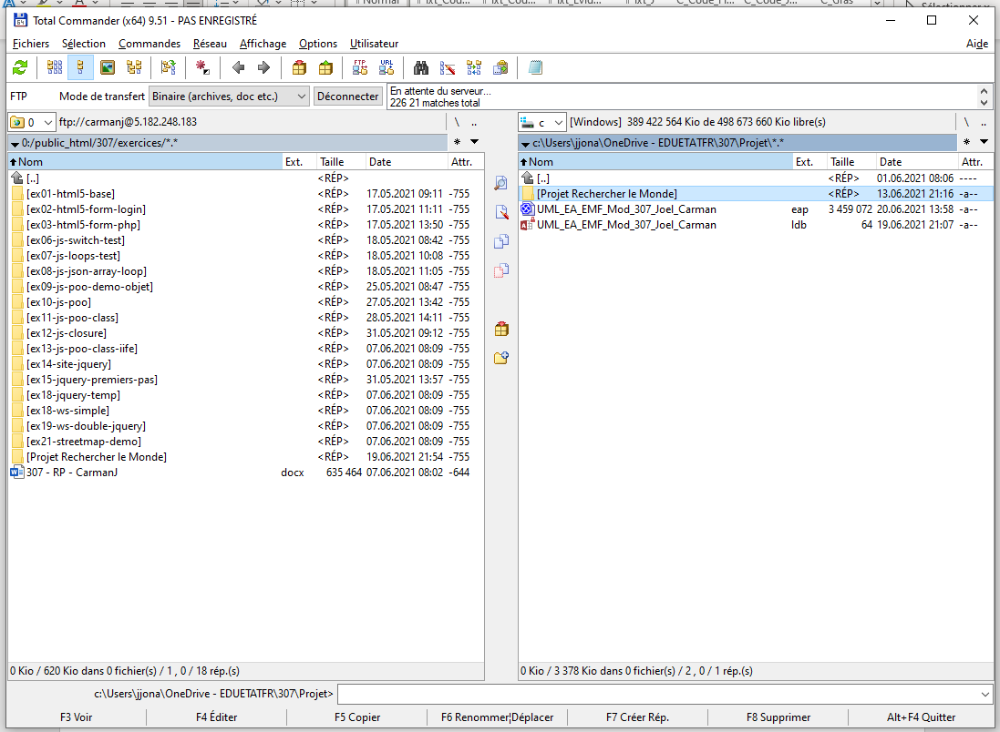 Total Commander (x64) 9.51 - PAS ENREGISTRÉ
Fichiers Sélection Commandes Réseau Affichage Options Utilisateur Aide
FTP URL
FTP Mode de transfert Binaire (archives, doc etc.) Déconnecter En attente du serveur...
226 21 matches total
0 ftp://carmanj@5.182.248.183 \ ..
0:/public_html/307/exercices/*.* * 
Nom Ext. Taille Date Attr.
[..] <RÉP>
[ex01-html5-base] <RÉP> 17.05.2021 09:11 -755
[ex02-html5-form-login] <RÉP> 17.05.2021 11:11 -755
[ex03-html5-form-php] <RÉP> 17.05.2021 13:50 -755
[ex06-js-switch-test] <RÉP> 18.05.2021 08:42 -755
[ex07-js-loops-test] <RÉP> 18.05.2021 10:08 -755
[ex08-js-json-array-loop] <RÉP> 18.05.2021 11:05 -755
[ex09-js-poo-demo-objet] <RÉP> 25.05.2021 08:47 -755
[ex10-js-poo] <RÉP> 27.05.2021 13:42 -755
[ex11-js-poo-class] <RÉP> 28.05.2021 14:11 -755
[ex12-js-closure] <RÉP> 31.05.2021 09:12 -755
[ex13-js-poo-class-iife] <RÉP> 07.06.2021 08:09 -755
[ex14-site-jquery] <RÉP> 07.06.2021 08:09 -755
[ex15-jquery-premiers-pas] <RÉP> 31.05.2021 13:57 -755
[ex18-jquery-temp] <RÉP> 07.06.2021 08:09 -755
[ex18-ws-simple] <RÉP> 07.06.2021 08:09 -755
[ex19-ws-double-jquery] <RÉP> 07.06.2021 08:09 -755
[ex21-streetmap-demo] <RÉP> 07.06.2021 08:09 -755
[Projet Rechercher le Monde] <RÉP> 19.06.2021 21:54 -755
307 - RP - CarmanJ docx 635 464 07.06.2021 08:02 -644
0 Kio / 620 Kio dans 0 fichier(s) / 1 , 0 / 18 rép.(s)
c [Windows] 389 422 564 Kio de 498 673 660 Kio libre(s) \ ..
c:\Users\jjona\OneDrive - EDUETATFR\307\Projet\*.* *
Nom Ext. Taille Date Attr.
[..] <RÉP> 01.06.2021 08:06 ----
[Projet Rechercher le Monde] <RÉP> 13.06.2021 21:16 -a--
UML_EA_EMF_Mod_307_Joel_Carman eap 3 459 072 20.06.2021 13:58 -a--
UML_EA_EMF_Mod_307_Joel_Carman ldb 64 19.06.2021 21:07 -a--
0 Kio / 3 378 Kio dans 0 fichier(s) / 2 , 0 / 1 rép.(s)
c:\Users\jjona\OneDrive - EDUETATFR\307\Projet>
F3 Voir F4 Éditer F5 Copier F6 Renommer¦Déplacer F7 Créer Rép. F8 Supprimer Alt+F4 Quitter